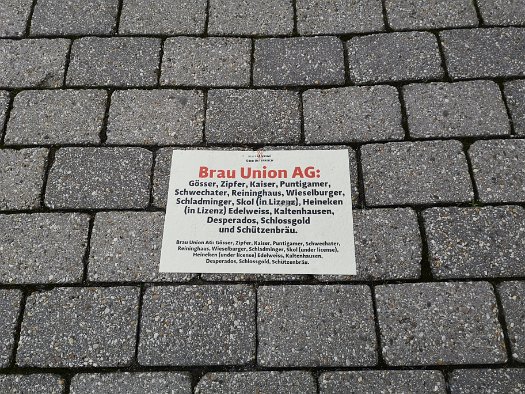 Brau Union AG:
Gösser, Zipfer, Kaiser, Puntigamer,
Schwechater, Reininghaus, Wieselburger,
Schladminger, Skol (in Lizenz), Heineken
(in Lizenz) Edelweiss, Kaltenhausen,
Desperados, Schlossgold
und Schützenbräu.
Brau Union AG: Gösser, Zipfer, Kaiser, Puntigamer, Schwechater,
Reininghaus, Wieselburger, Schladminger, Skol (under license),
Heineken (under license) Edelweiss, Kaltenhausen,
Desperados, Schlossgold, Schützenbräu.